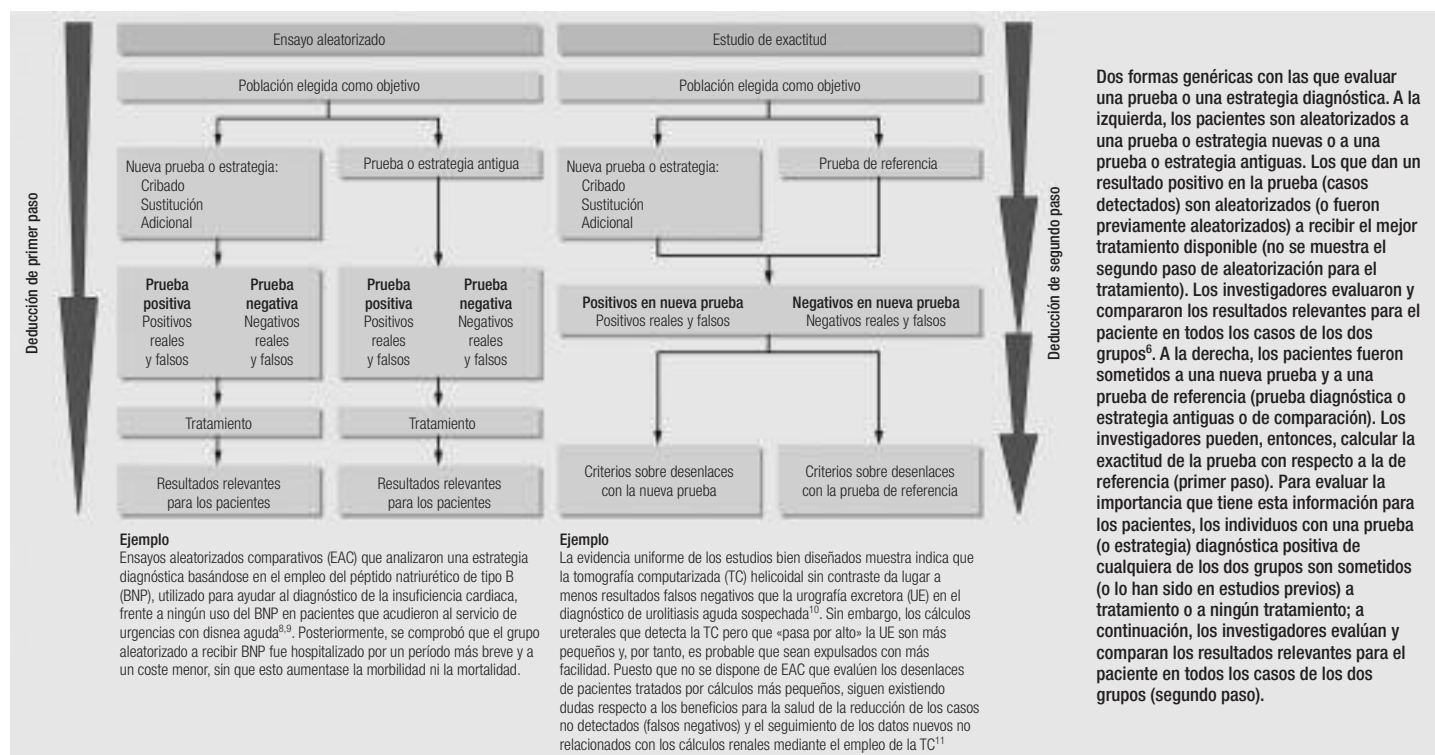 Deducción de primer paso
Ensayo aleatorizado
Población elegida como objetivo
Nueva prueba o estrategia:
Cribado
Sustitución
Adicional
Prueba o estrategia antigua
Prueba
positiva
Positivos
reales
y falsos
Prueba
negativa
Negativos
reales
y falsos
Prueba
positiva
Positivos
reales
y falsos
Prueba
negativa
Negativos
reales
y falsos
Tratamiento
Tratamiento
Resultados relevantes
para los pacientes
Resultados relevantes
para los pacientes
Ejemplo
Ensayos aleatorizados comparativos (EAC) que analizaron una estrategia
diagnóstica basándose en el empleo del péptido natriurético de tipo B
(BNP), utilizado para ayudar al diagnóstico de la insuficiencia cardiaca,
frente a ningún uso del BNP en pacientes que acudieron al servicio de
urgencias con disnea aguda8,9. Posteriormente, se comprobó que el grupo
aleatorizado a recibir BNP fue hospitalizado por un período más breve y a
un coste menor, sin que esto aumentase la morbilidad ni la mortalidad.
Estudio de exactitud
Población elegida como objetivo
Nueva prueba o estrategia:
Cribado
Sustitución
Adicional
Prueba de referencia
Positivos en nueva prueba
Positivos reales y falsos
Negativos en nueva prueba
Negativos reales y falsos
Criterios sobre desenlaces
con la nueva prueba
Criterios sobre desenlaces
con la prueba de referencia
Ejemplo
La evidencia uniforme de los estudios bien diseñados muestra indica que
la tomografía computarizada (TC) helicoidal sin contraste da lugar a
menos resultados falsos negativos que la urografía excretora (UE) en el
diagnóstico de urolitiasis aguda sospechada10. Sin embargo, los cálculos
ureterales que detecta la TC pero que «pasa por alto» la UE son más
pequeños y, por tanto, es probable que sean expulsados con más
facilidad. Puesto que no se dispone de EAC que evalúen los desenlaces
de pacientes tratados por cálculos más pequeños, siguen existiendo
dudas respecto a los beneficios para la salud de la reducción de los casos
no detectados (falsos negativos) y el seguimiento de los datos nuevos no
relacionados con los cálculos renales mediante el empleo de la TC11
Deducción de segundo paso
Dos formas genéricas con las que evaluar
una prueba o una estrategia diagnóstica. A la
izquierda, los pacientes son aleatorizados a
una prueba o estrategia nuevas o a una
prueba o estrategia antiguas. Los que dan un
resultado positivo en la prueba (casos
detectados) son aleatorizados (o fueron
previamente aleatorizados) a recibir el mejor
tratamiento disponible (no se muestra el
segundo paso de aleatorización para el
tratamiento). Los investigadores evaluaron y
compararon los resultados relevantes para el
paciente en todos los casos de los dos
grupos6. A la derecha, los pacientes fueron
sometidos a una nueva prueba y a una
prueba de referencia (prueba diagnóstica o
estrategia antiguas o de comparación). Los
investigadores pueden, entonces, calcular la
exactitud de la prueba con respecto a la de
referencia (primer paso). Para evaluar la
importancia que tiene esta información para
los pacientes, los individuos con una prueba
(o estrategia) diagnóstica positiva de
cualquiera de los dos grupos son sometidos
(o lo han sido en estudios previos) a
tratamiento o a ningún tratamiento; a
continuación, los investigadores evalúan y
comparan los resultados relevantes para el
paciente en todos los casos de los dos
grupos (segundo paso).